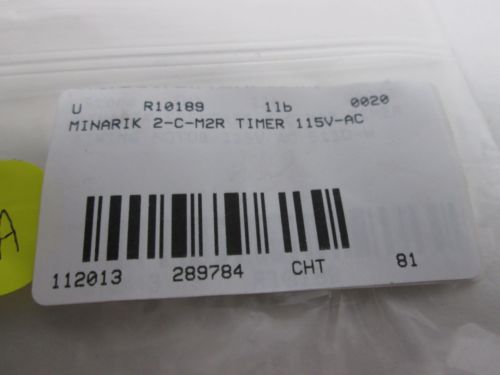 U R10189 1lb 0020
MINARIK 2-C-M2R TIMER 115V-AC
112013 289784 CHT 81
A